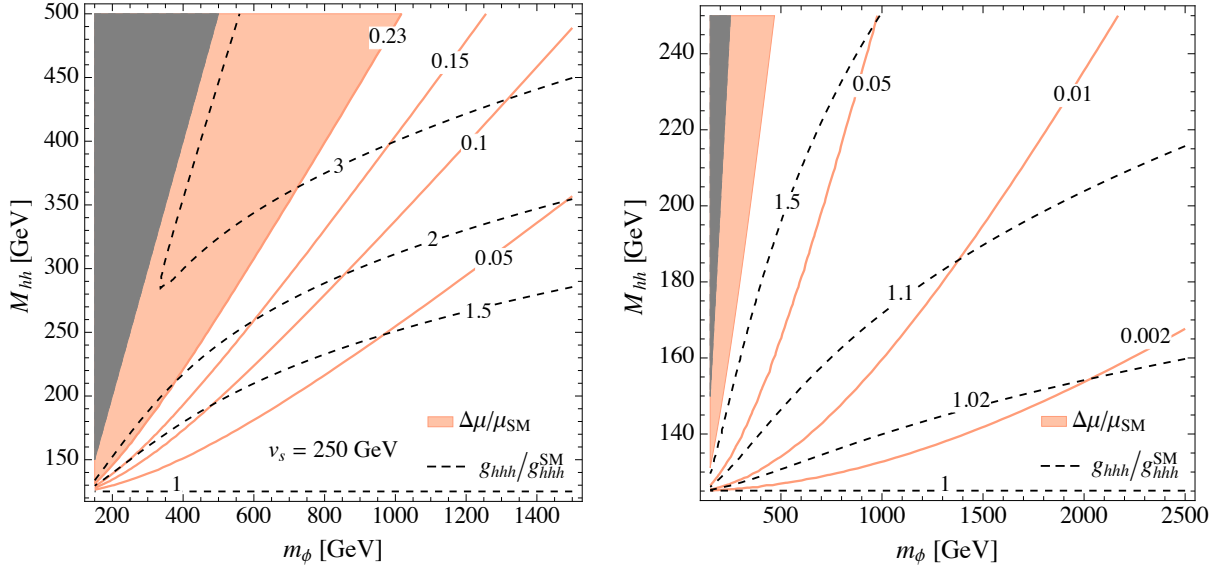 500
450
400
350
300
250
200
150
M_hh [GeV]
0.23
0.15
0.1
3
2
0.05
1.5
Δμ/μ_SM
v_s = 250 GeV
g_hhh/g_hhh^SM
1
200 400 600 800 1000 1200 1400
m_ϕ [GeV]
240
220
200
180
160
140
M_hh [GeV]
0.05
0.01
1.5
1.1
0.002
1.02
Δμ/μ_SM
g_hhh/g_hhh^SM
1
500 1000 1500 2000 2500
m_ϕ [GeV]